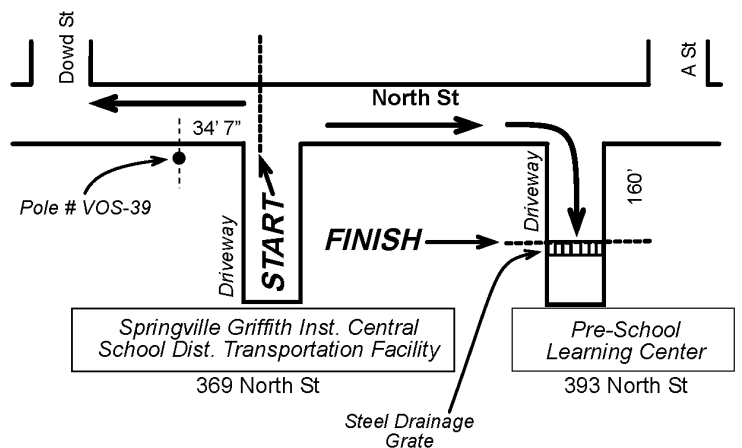 Dowd St
A St
North St
34' 7"
Pole # VOS-39
Driveway
START
FINISH
Driveway
160'
Springville Griffith Inst. Central
School Dist. Transportation Facility
369 North St
Pre-School
Learning Center
393 North St
Steel Drainage
Grate